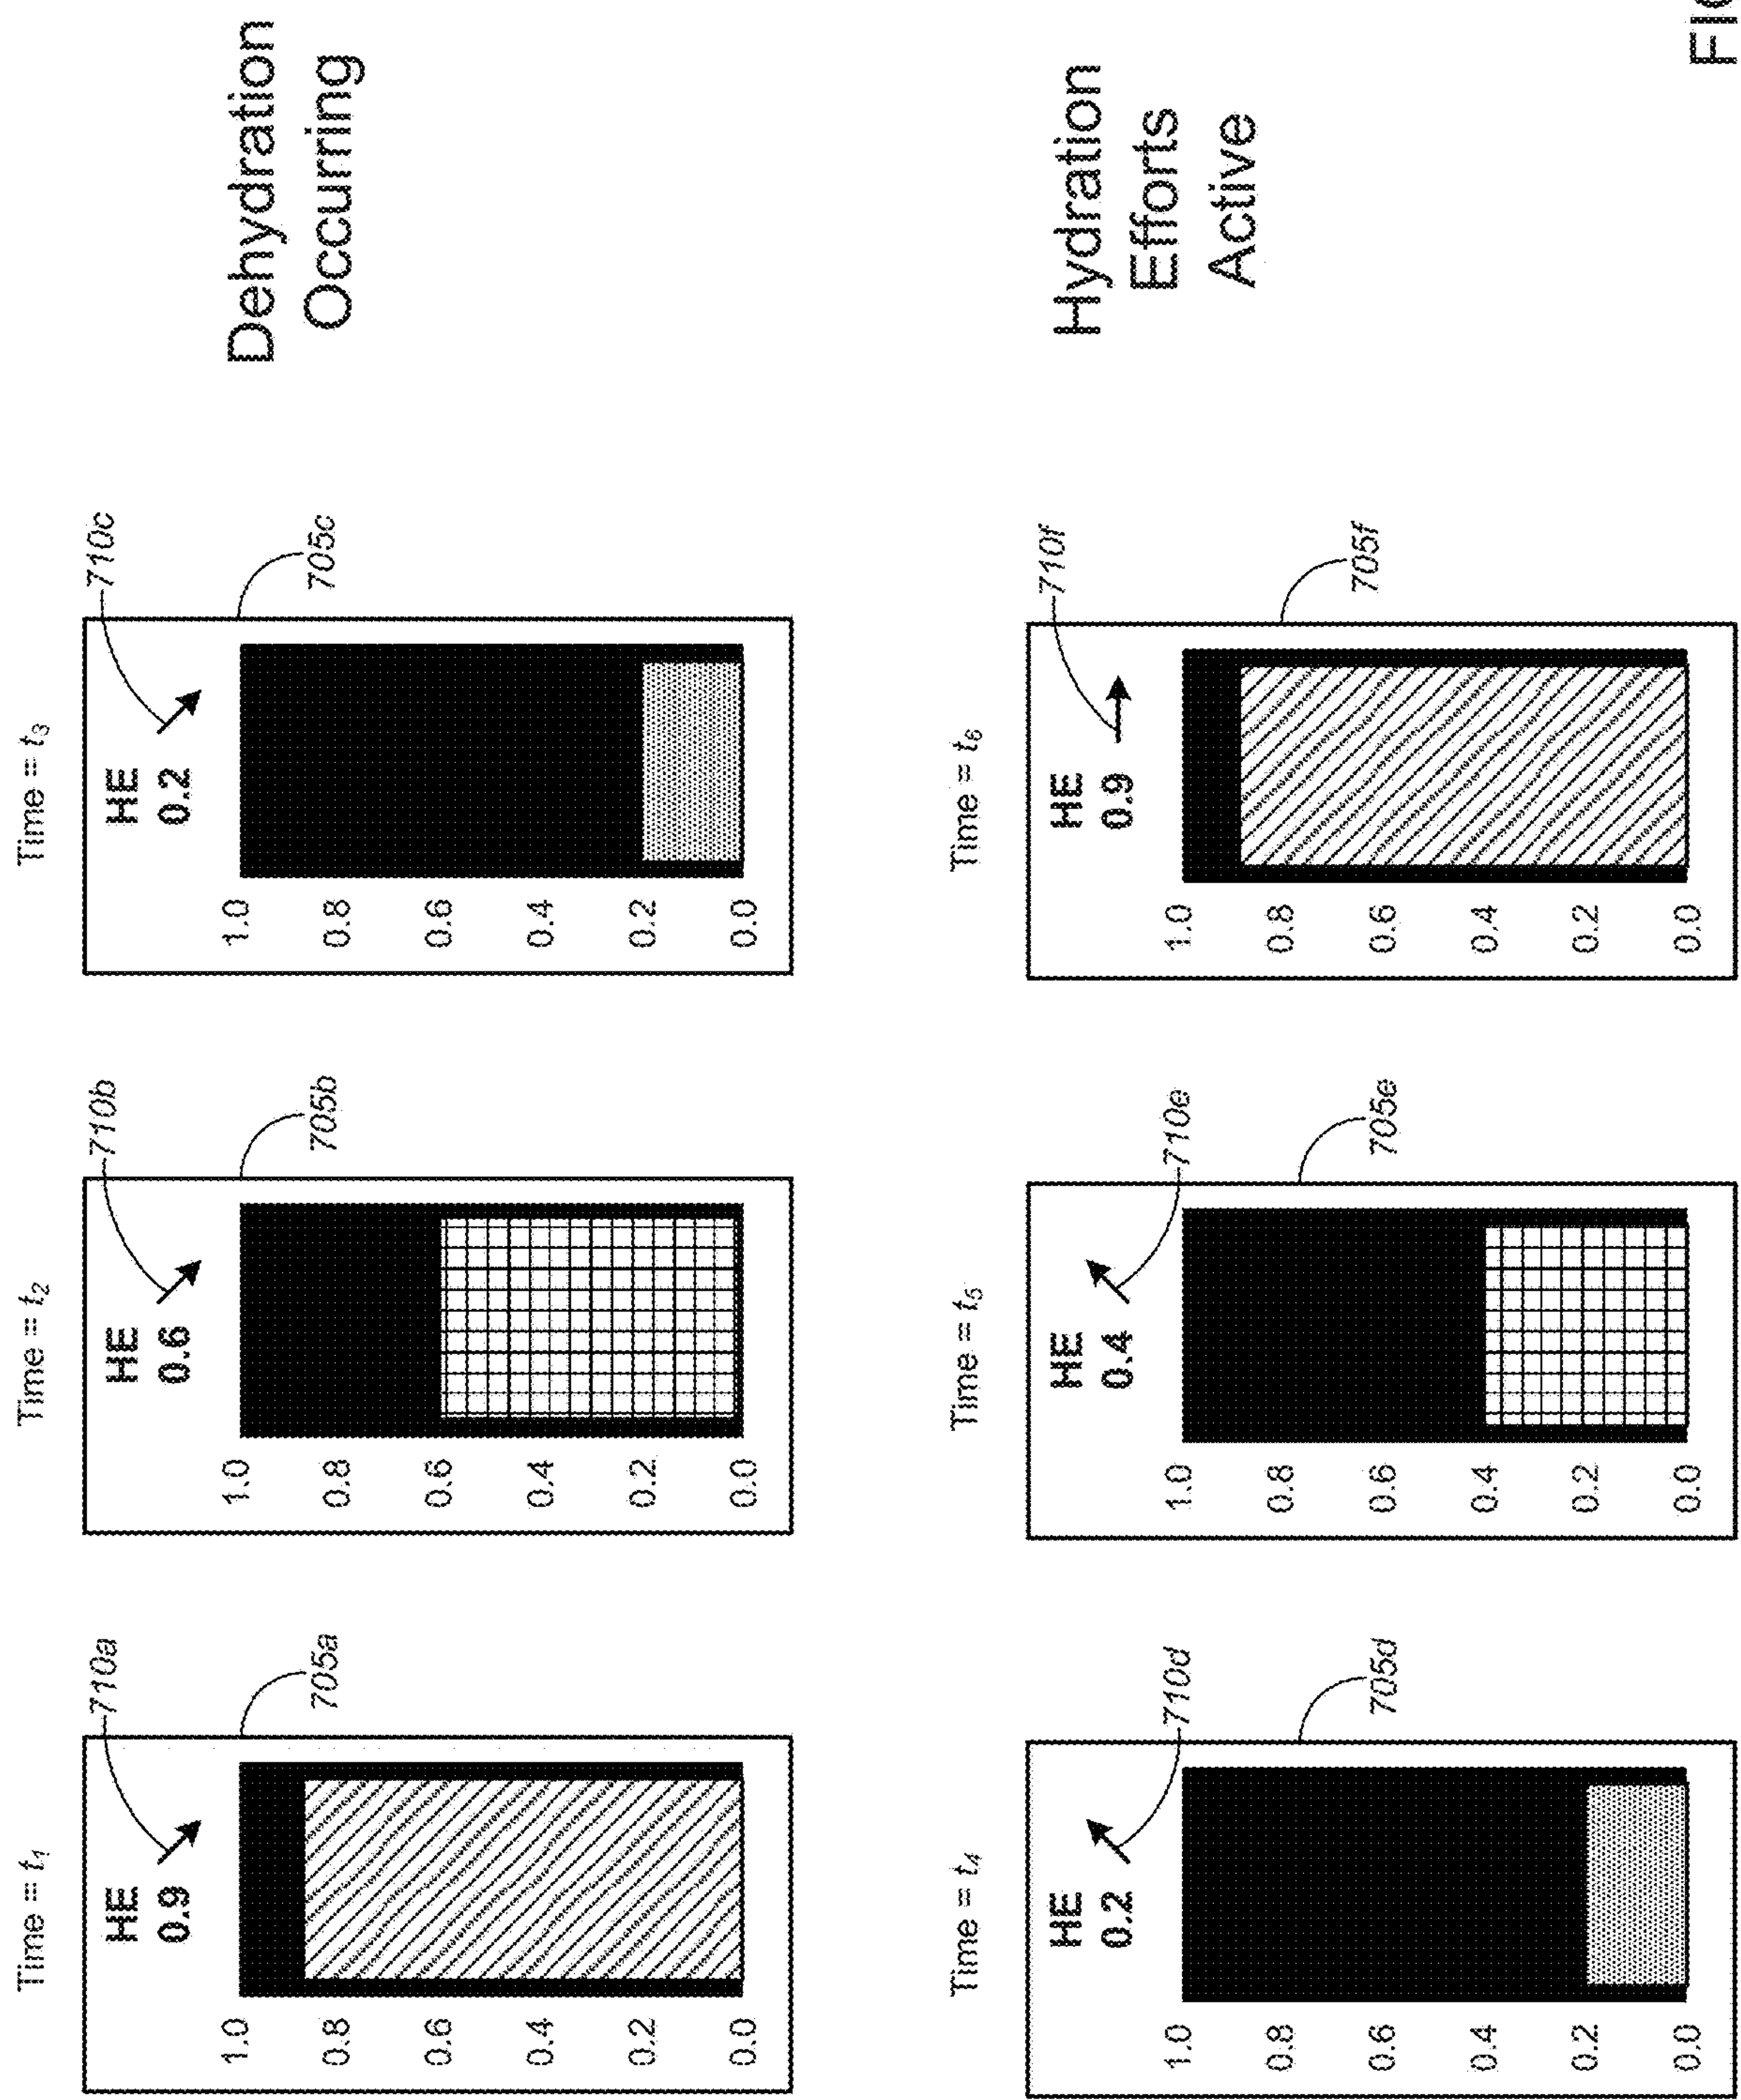 Time = t1
Time = t2
Time = t3
HE
0.9
710a
1.0
0.8
0.6
0.4
0.2
0.0
705a
HE
0.6
710b
1.0
0.8
0.6
0.4
0.2
0.0
705b
HE
0.2
710c
1.0
0.8
0.6
0.4
0.2
0.0
705c
Dehydration
Occurring
Time = t4
Time = t5
Time = t6
HE
0.2
710d
1.0
0.8
0.6
0.4
0.2
0.0
705d
HE
0.4
710e
1.0
0.8
0.6
0.4
0.2
0.0
705e
HE
0.9
710f
1.0
0.8
0.6
0.4
0.2
0.0
705f
Hydration
Efforts
Active